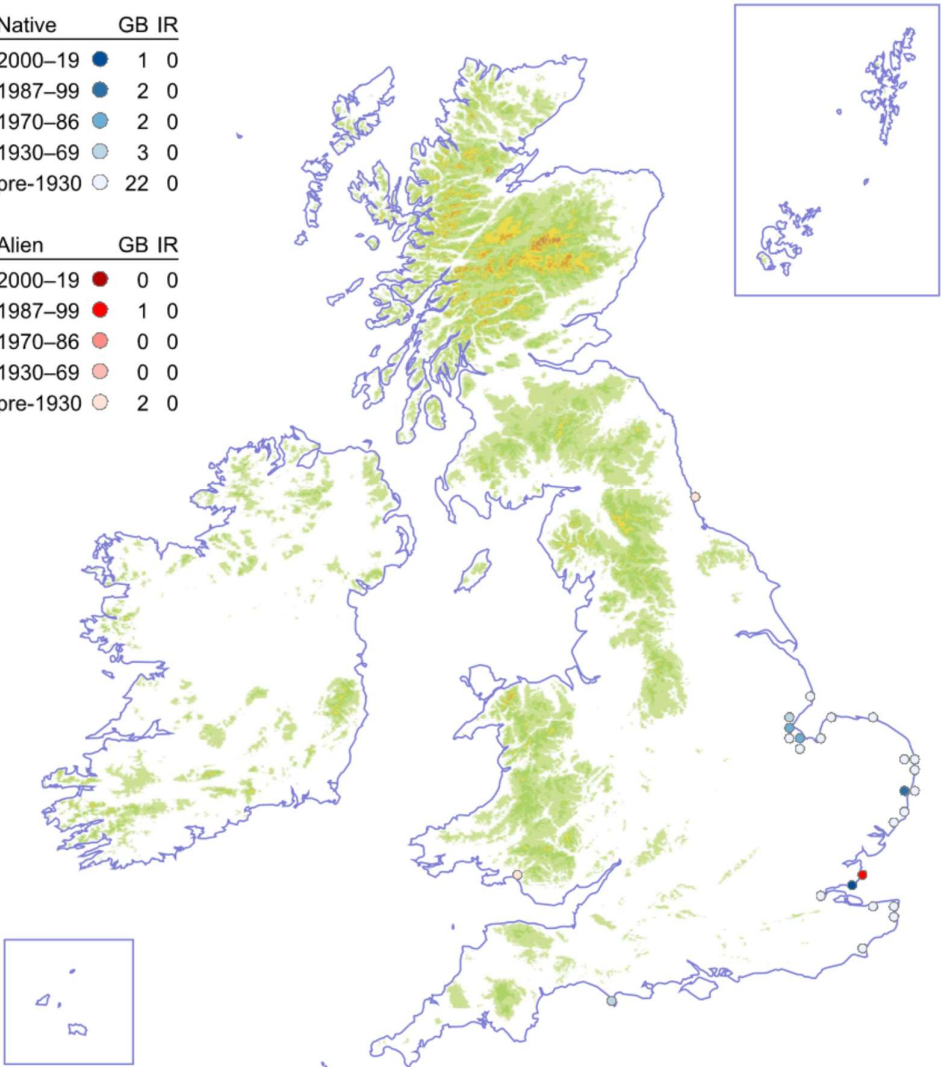 Native GB IR
2000–19 1 0
1987–99 2 0
1970–86 2 0
1930–69 3 0
pre-1930 22 0
Alien GB IR
2000–19 0 0
1987–99 1 0
1970–86 0 0
1930–69 0 0
pre-1930 2 0